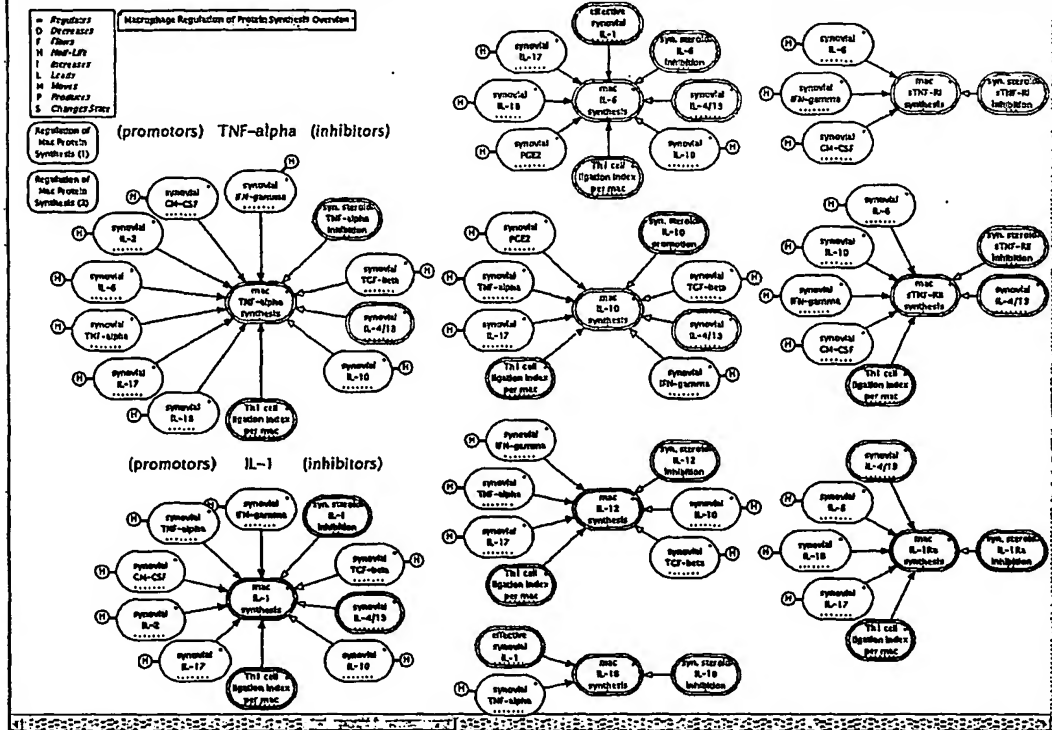 Macrophage Regulation of Protein Synthesis Overview
= Regulates
D Decreases
F Flows
H Half-Life
I Increases
L Leads
M Moves
P Produces
S Changes State
Regulation of
Mac Protein
Synthesis (1)
Regulation of
Mac Protein
Synthesis (2)
(promotors) TNF-alpha (inhibitors)
H
synovial
GM-CSF
H
synovial
IFN-gamma
syn. steroid
TNF-alpha
inhibition
H
synovial
IL-2
H
synovial
IL-6
H
synovial
TNF-alpha
H
synovial
IL-17
H
synovial
IL-18
Th1 cell
ligation index
per mac
mac
TNF-alpha
synthesis
synovial
TGF-beta
H
synovial
IL-4/13
synovial
IL-10
H
(promotors) IL-1 (inhibitors)
H
synovial
TNF-alpha
H
synovial
IFN-gamma
syn. steroid
IL-1
inhibition
H
synovial
GM-CSF
H
synovial
IL-2
H
synovial
IL-17
Th1 cell
ligation index
per mac
mac
IL-1
synthesis
synovial
TGF-beta
H
synovial
IL-4/13
synovial
IL-10
H
effective
synovial
IL-1
H
synovial
IL-17
syn. steroid
IL-6
inhibition
H
synovial
IL-18
mac
IL-6
synthesis
synovial
IL-4/13
H
synovial
PGE2
synovial
IL-10
H
Th1 cell
ligation index
per mac
H
synovial
PGE2
syn. steroid
IL-10
promotion
H
synovial
TNF-alpha
mac
IL-10
synthesis
synovial
TGF-beta
H
H
synovial
IL-17
synovial
IL-4/13
Th1 cell
ligation index
per mac
synovial
IFN-gamma
H
H
synovial
IFN-gamma
syn. steroid
IL-12
inhibition
H
synovial
TNF-alpha
mac
IL-12
synthesis
synovial
IL-10
H
H
synovial
IL-17
synovial
TGF-beta
H
Th1 cell
ligation index
per mac
effective
synovial
IL-1
mac
IL-18
synthesis
syn. steroid
IL-18
inhibition
H
synovial
TNF-alpha
H
synovial
IL-6
H
synovial
IFN-gamma
mac
sTNF-RI
synthesis
syn. steroid
sTNF-RI
inhibition
H
synovial
GM-CSF
H
synovial
IL-6
H
synovial
IL-10
syn. steroid
sTNF-RII
inhibition
H
synovial
IFN-gamma
mac
sTNF-RII
synthesis
synovial
IL-4/13
H
synovial
GM-CSF
Th1 cell
ligation index
per mac
synovial
IL-4/13
H
synovial
IL-6
H
synovial
IL-18
mac
IL-1Ra
synthesis
syn. steroid
IL-1Ra
inhibition
H
synovial
IL-17
Th1 cell
ligation index
per mac